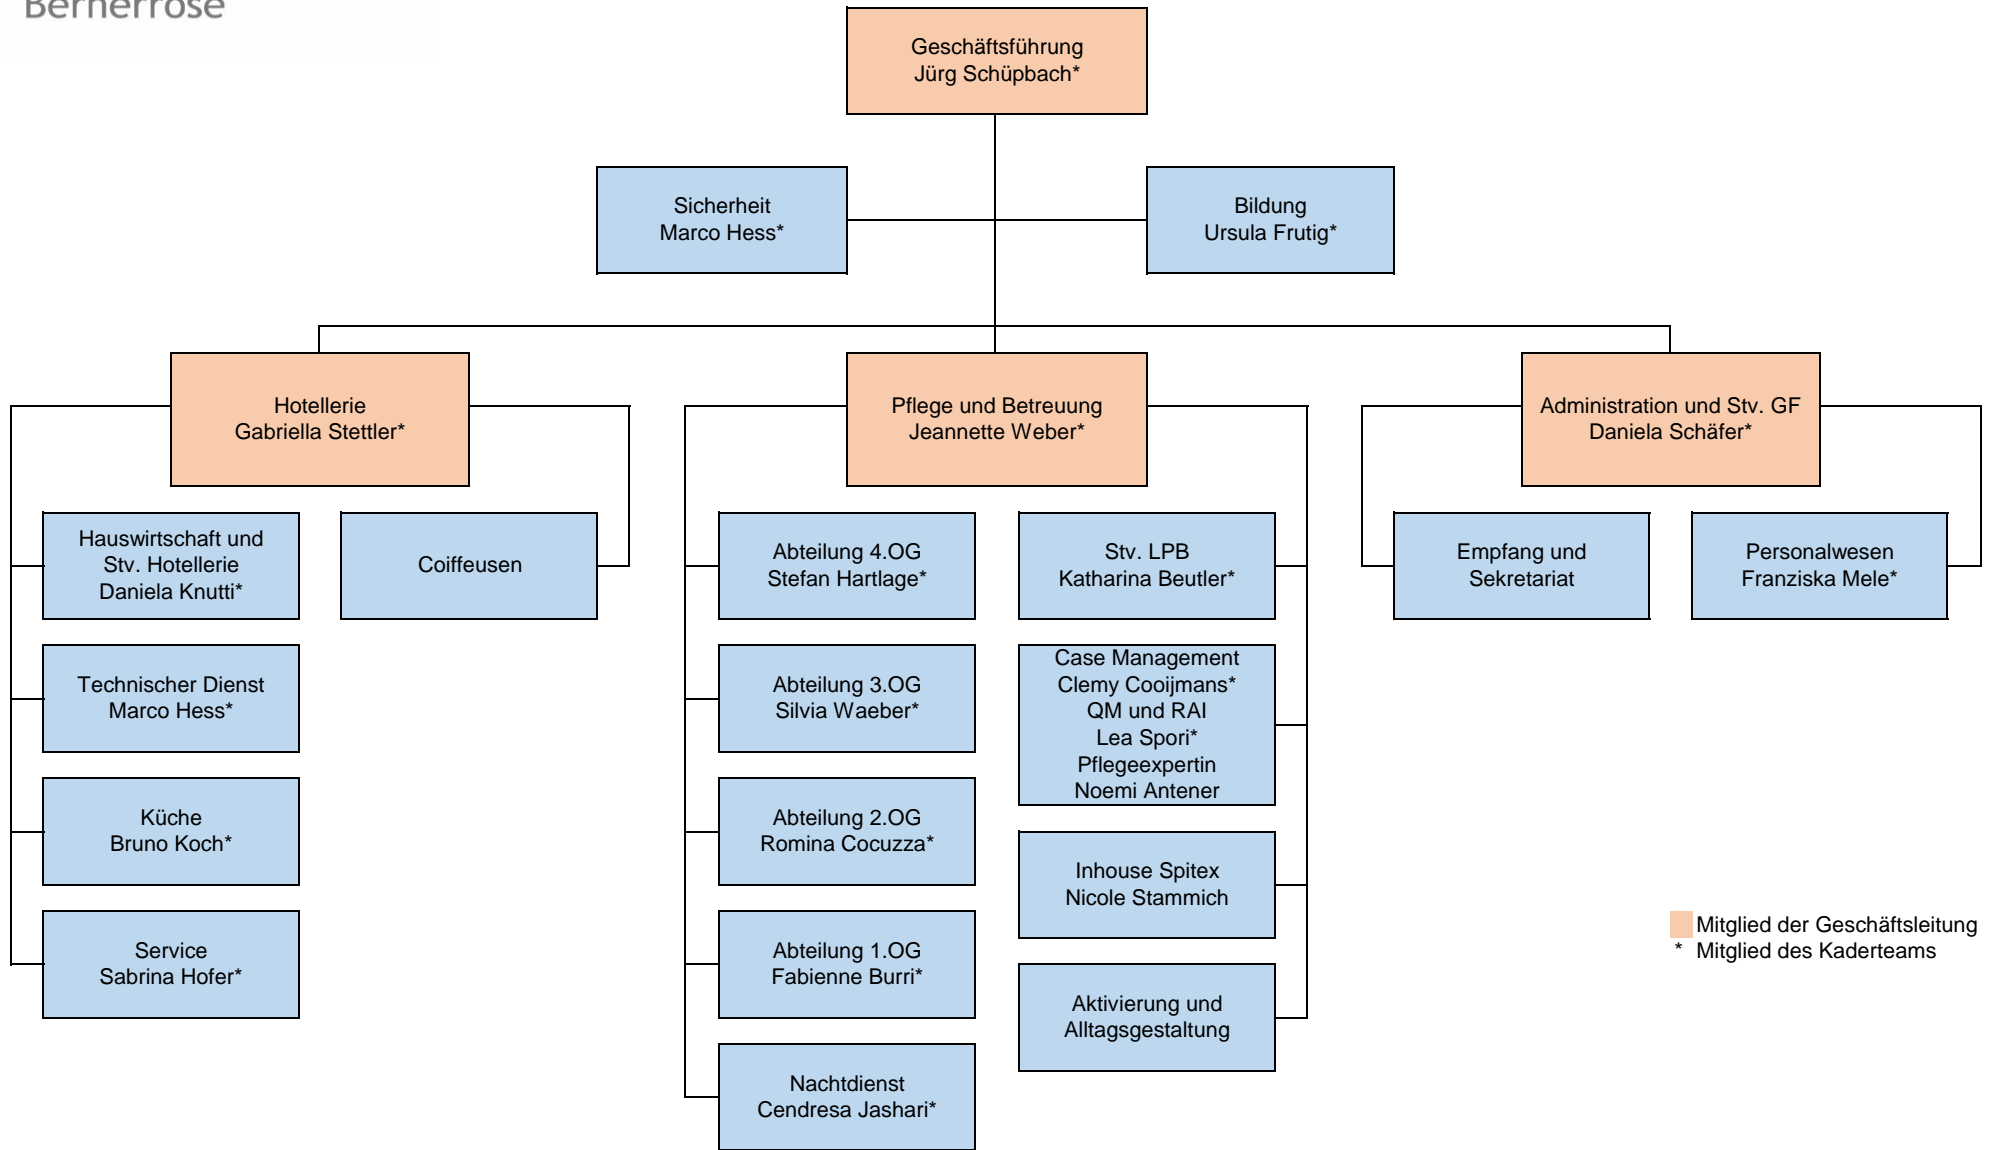 Bernerrose
Geschäftsführung
Jürg Schüpbach*
Sicherheit
Marco Hess*
Bildung
Ursula Frutig*
Hotellerie
Gabriella Stettler*
Pflege und Betreuung
Jeannette Weber*
Administration und Stv. GF
Daniela Schäfer*
Hauswirtschaft und
Stv. Hotellerie
Daniela Knutti*
Coiffeusen
Technischer Dienst
Marco Hess*
Küche
Bruno Koch*
Service
Sabrina Hofer*
Abteilung 4.OG
Stefan Hartlage*
Abteilung 3.OG
Silvia Waeber*
Abteilung 2.OG
Romina Cocuzza*
Abteilung 1.OG
Fabienne Burri*
Nachtdienst
Cendresa Jashari*
Stv. LPB
Katharina Beutler*
Case Management
Clemy Cooijmans*
QM und RAI
Lea Spori*
Pflegeexpertin
Noemi Antener
Inhouse Spitex
Nicole Stammich
Aktivierung und
Alltagsgestaltung
Empfang und
Sekretariat
Personalwesen
Franziska Mele*
Mitglied der Geschäftsleitung
* Mitglied des Kaderteams